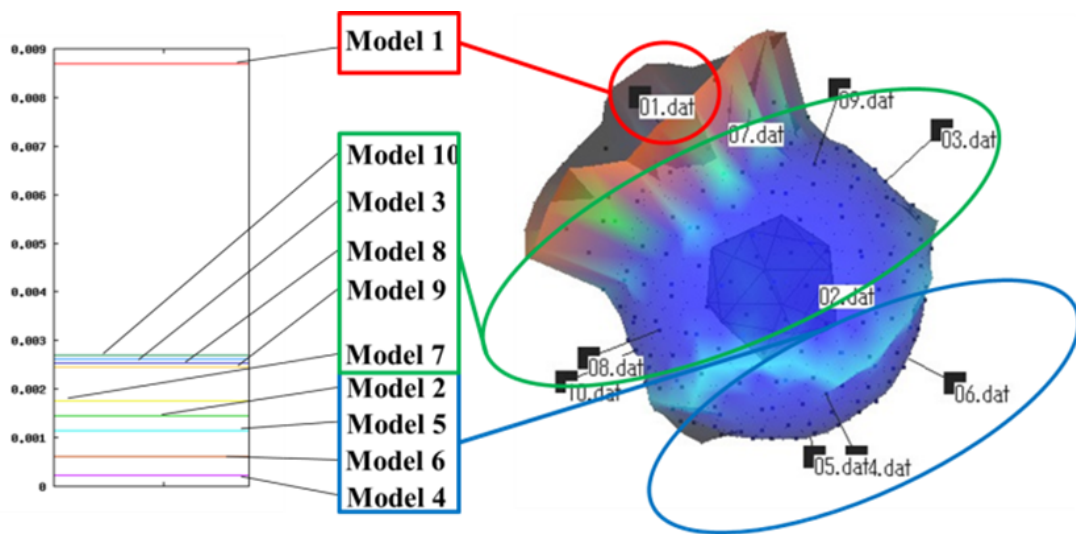 0.009
0.008
0.007
0.006
0.005
0.004
0.003
0.002
0.001
0
Model 1
Model 10
Model 3
Model 8
Model 9
Model 7
Model 2
Model 5
Model 6
Model 4
01.dat
07.dat
09.dat
03.dat
02.dat
08.dat
10.dat
06.dat
05.dat4.dat